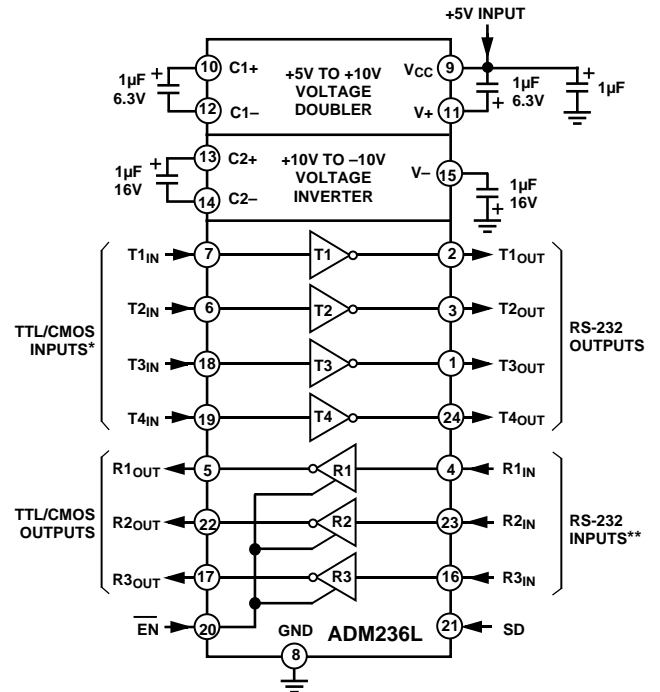 +5V INPUT
10 C1+ +5V TO +10V VOLTAGE DOUBLER VCC 9
1µF 6.3V
+
12 C1– V+ 11
+
1µF 6.3V
+
1µF
13 C2+ +10V TO –10V VOLTAGE INVERTER V– 15
+
1µF 16V
14 C2–
1µF 16V
+
T1IN 7 T1 2 T1OUT
T2IN 6 T2 3 T2OUT
TTL/CMOS INPUTS*
RS-232 OUTPUTS
T3IN 18 T3 1 T3OUT
T4IN 19 T4 24 T4OUT
R1OUT 5 R1 4 R1IN
TTL/CMOS OUTPUTS
R2OUT 22 R2 23 R2IN
RS-232 INPUTS**
R3OUT 17 R3 16 R3IN
EN 20 GND ADM236L 21 SD
8